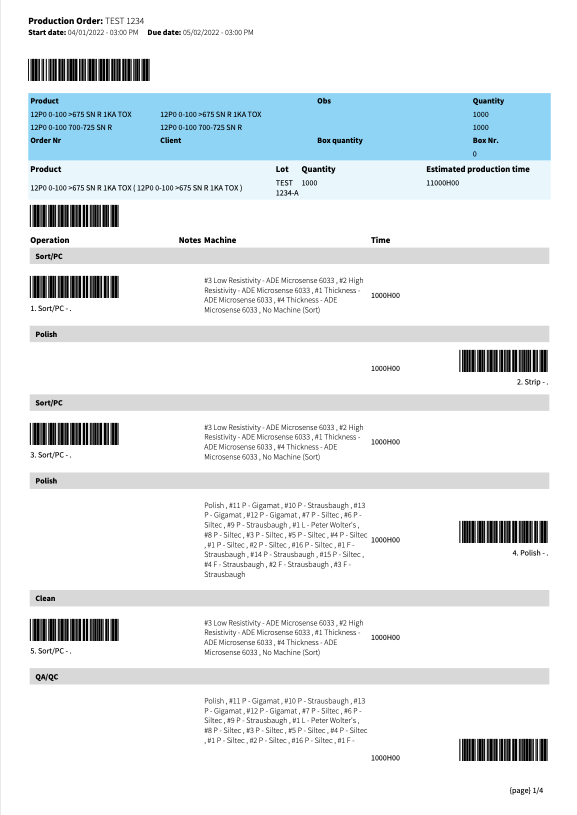 Production Order: TEST 1234
Start date: 04/01/2022 - 03:00 PM Due date: 05/02/2022 - 03:00 PM
Product Obs Quantity
12P0 0-100 >675 SN R 1KA TOX 12P0 0-100 >675 SN R 1KA TOX 1000
12P0 0-100 700-725 SN R 12P0 0-100 700-725 SN R 1000
Order Nr Client Box quantity Box Nr.
0
Product Lot Quantity Estimated production time
12P0 0-100 >675 SN R 1KA TOX ( 12P0 0-100 >675 SN R 1KA TOX ) TEST 1000 11000H00
1234-A
Operation Notes Machine Time
Sort/PC
#3 Low Resistivity - ADE Microsense 6033 , #2 High
Resistivity - ADE Microsense 6033 , #1 Thickness -
ADE Microsense 6033 , #4 Thickness - ADE
Microsense 6033 , No Machine (Sort)
1000H00
1. Sort/PC - .
Polish
1000H00
2. Strip - .
Sort/PC
#3 Low Resistivity - ADE Microsense 6033 , #2 High
Resistivity - ADE Microsense 6033 , #1 Thickness -
ADE Microsense 6033 , #4 Thickness - ADE
Microsense 6033 , No Machine (Sort)
1000H00
3. Sort/PC - .
Polish
Polish , #11 P - Gigamat , #10 P - Strausbaugh , #13
P - Gigamat , #12 P - Gigamat , #7 P - Siltec , #6 P -
Siltec , #9 P - Strausbaugh , #1 L - Peter Wolter's ,
#8 P - Siltec , #3 P - Siltec , #5 P - Siltec , #4 P - Siltec
, #1 P - Siltec , #2 P - Siltec , #16 P - Siltec , #1 F -
Strausbaugh , #14 P - Strausbaugh , #15 P - Siltec ,
#4 F - Strausbaugh , #2 F - Strausbaugh , #3 F -
Strausbaugh
1000H00
4. Polish - .
Clean
#3 Low Resistivity - ADE Microsense 6033 , #2 High
Resistivity - ADE Microsense 6033 , #1 Thickness -
ADE Microsense 6033 , #4 Thickness - ADE
Microsense 6033 , No Machine (Sort)
1000H00
5. Sort/PC - .
QA/QC
Polish , #11 P - Gigamat , #10 P - Strausbaugh , #13
P - Gigamat , #12 P - Gigamat , #7 P - Siltec , #6 P -
Siltec , #9 P - Strausbaugh , #1 L - Peter Wolter's ,
#8 P - Siltec , #3 P - Siltec , #5 P - Siltec , #4 P - Siltec
, #1 P - Siltec , #2 P - Siltec , #16 P - Siltec , #1 F -
1000H00
{page} 1/4